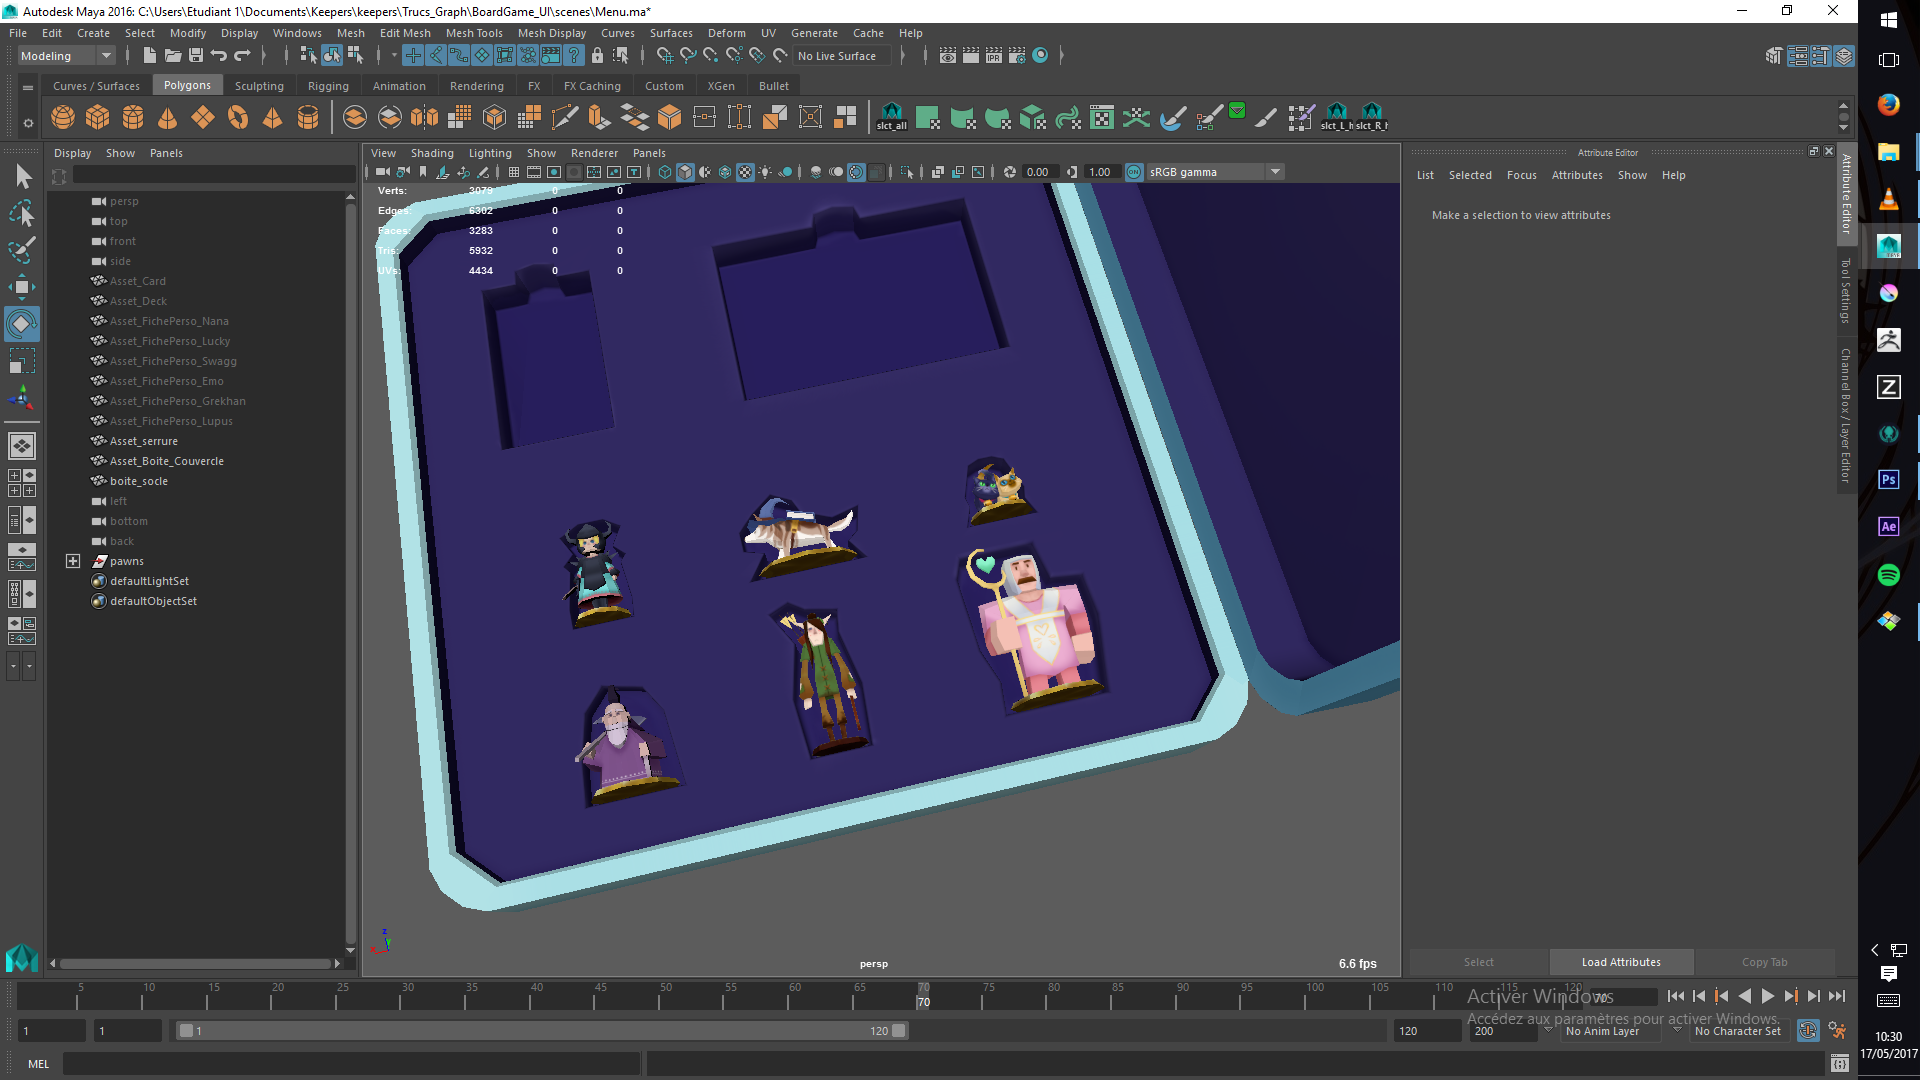 Autodesk Maya 2016: C:\Users\Etudiant 1\Documents\Keepers\keepers\Trucs_Graph\BoardGame_UI\scenes\Menu.ma*
File Edit Create Select Modify Display Windows Mesh Edit Mesh Mesh Tools Mesh Display Curves Surfaces Deform UV Generate Cache Help
Modeling No Live Surface IPR
Curves / Surfaces Polygons Sculpting Rigging Animation Rendering FX FX Caching Custom XGen Bullet
slct_all slct_L_h slct_R_h
Display Show Panels
View Shading Lighting Show Renderer Panels
0.00 1.00 ON sRGB gamma
Attribute Editor
List Selected Focus Attributes Show Help
Make a selection to view attributes
Verts: 3079 0 0
Edges: 6302 0 0
Faces: 3283 0 0
Tris: 5932 0 0
UVs: 4434 0 0
persp
top
front
side
Asset_Card
Asset_Deck
Asset_FichePerso_Nana
Asset_FichePerso_Lucky
Asset_FichePerso_Swagg
Asset_FichePerso_Emo
Asset_FichePerso_Grekhan
Asset_FichePerso_Lupus
Asset_serrure
Asset_Boite_Couvercle
boite_socle
left
bottom
back
pawns
defaultLightSet
defaultObjectSet
Attribute Editor
Tool Settings
Channel Box / Layer Editor
Z
Ps
Ae
z
y
x
persp
6.6 fps
Select Load Attributes Copy Tab
5 10 15 20 25 30 35 40 45 50 55 60 65 70 75 80 85 90 95 100 105 110 115 120
70
70
Activer Windows
Accédez aux paramètres pour activer Windows.
1 1 1 120 120 200 No Anim Layer No Character Set
MEL
10:30
17/05/2017